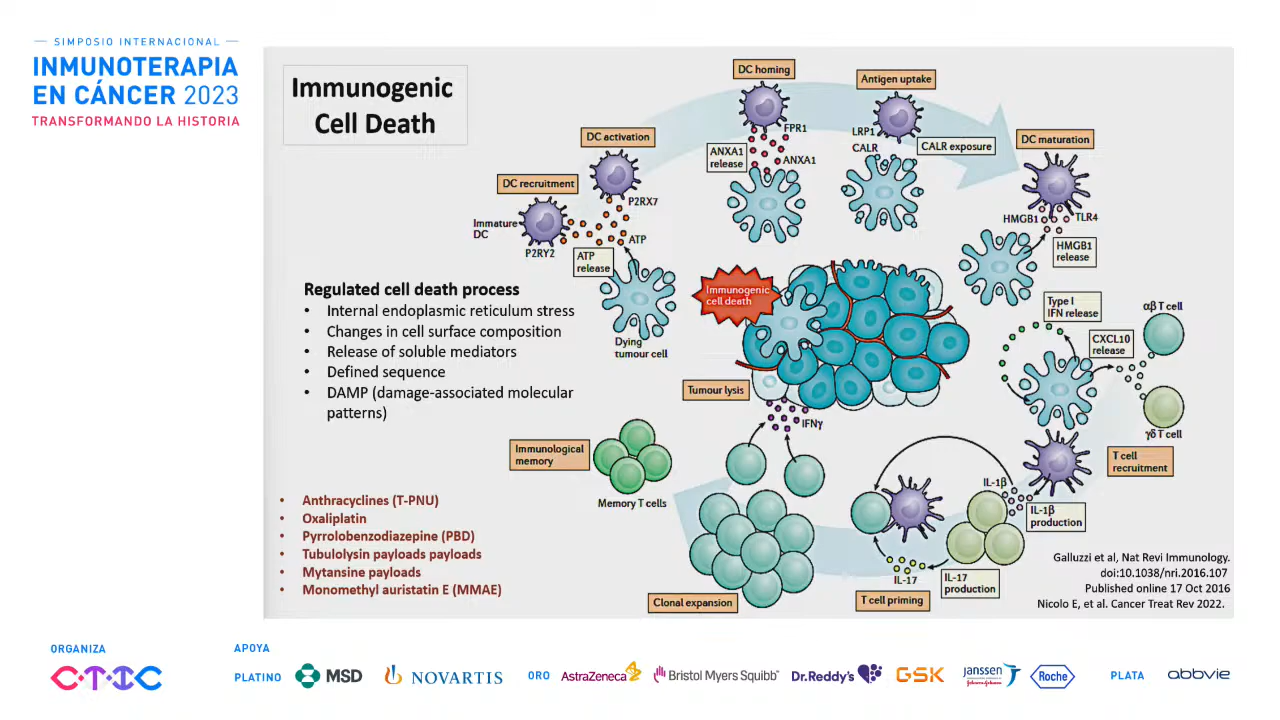 SIMPOSIO INTERNACIONAL
INMUNOTERAPIA
EN CÁNCER 2023
TRANSFORMANDO LA HISTORIA
Immunogenic
Cell Death
DC homing
Antigen uptake
FPR1
LRP1
CALR
CALR exposure
ANXA1
release
ANXA1
DC activation
DC maturation
DC recruitment
P2RX7
Immature
DC
P2RY2
ATP
ATP
release
HMGB1
TLR4
HMGB1
release
Dying
tumour cell
Immunogenic
cell death
Regulated cell death process
• Internal endoplasmic reticulum stress
• Changes in cell surface composition
• Release of soluble mediators
• Defined sequence
• DAMP (damage-associated molecular
patterns)
Type I
IFN release
αβ T cell
CXCL10
release
γδ T cell
T cell
recruitment
Tumour lysis
IFNγ
Immunological
memory
Memory T cells
IL-1β
IL-1β
production
IL-17
IL-17
production
T cell priming
Clonal expansion
• Anthracyclines (T-PNU)
• Oxaliplatin
• Pyrrolobenzodiazepine (PBD)
• Tubulolysin payloads payloads
• Mytansine payloads
• Monomethyl auristatin E (MMAE)
Galluzzi et al, Nat Revi Immunology.
doi:10.1038/nri.2016.107
Published online 17 Oct 2016
Nicolo E, et al. Cancer Treat Rev 2022.
ORGANIZA
CTIC
APOYA
PLATINO
MSD
NOVARTIS
ORO
AstraZeneca
Bristol Myers Squibb™
Dr.Reddy's
GSK
Janssen
Johnson & Johnson
Roche
PLATA
abbvie